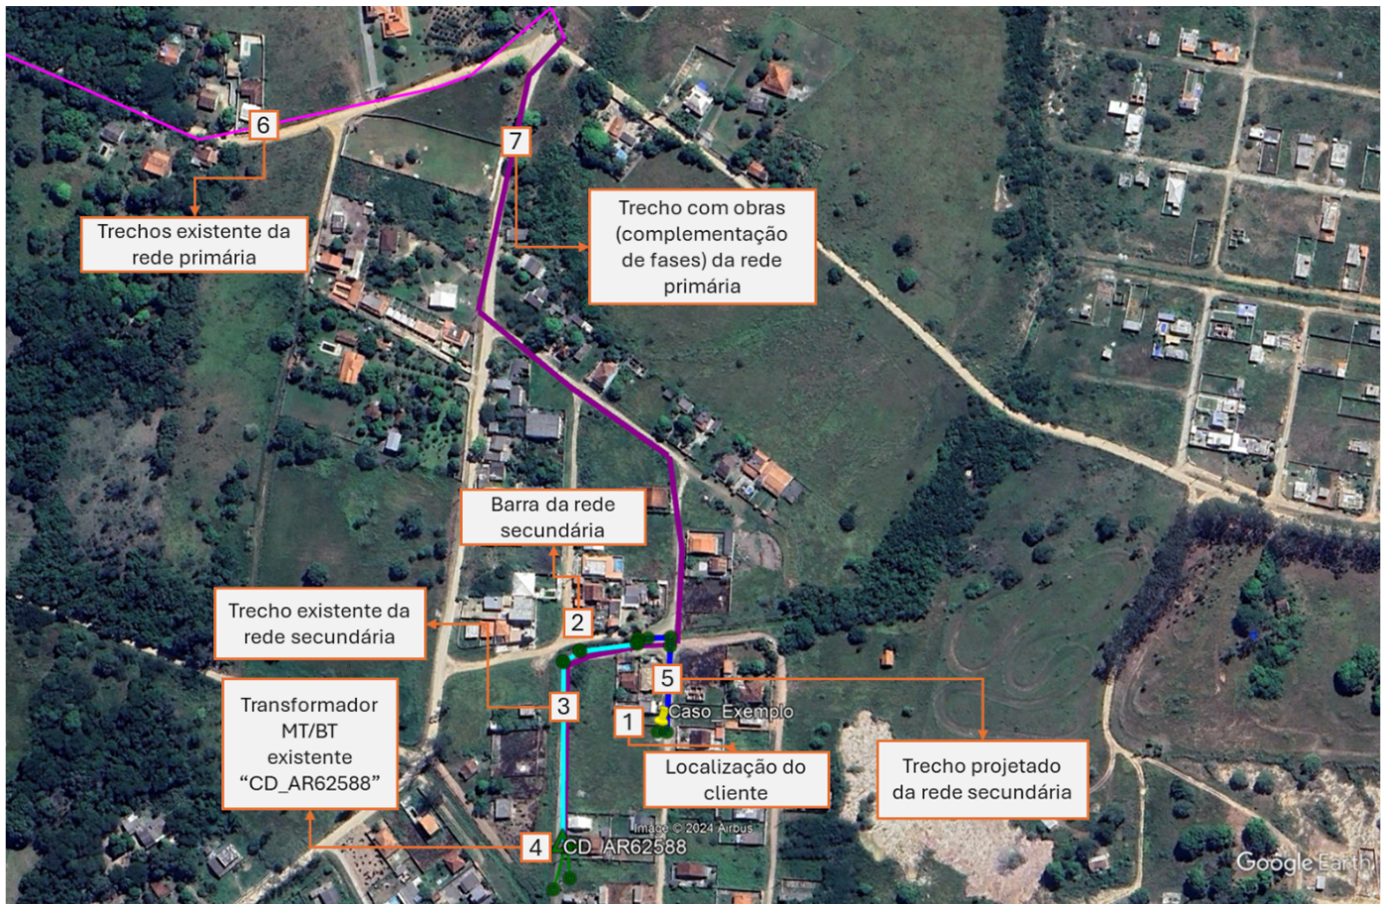 6
7
Trechos existente da
rede primária
Trecho com obras
(complementação
de fases) da rede
primária
Barra da rede
secundária
2
Trecho existente da
rede secundária
3
5
1
Caso_Exemplo
Transformador
MT/BT
existente
“CD_AR62588”
Localização do
cliente
Trecho projetado
da rede secundária
Image © 2024 Airbus
4
CD_AR62588
Google Earth